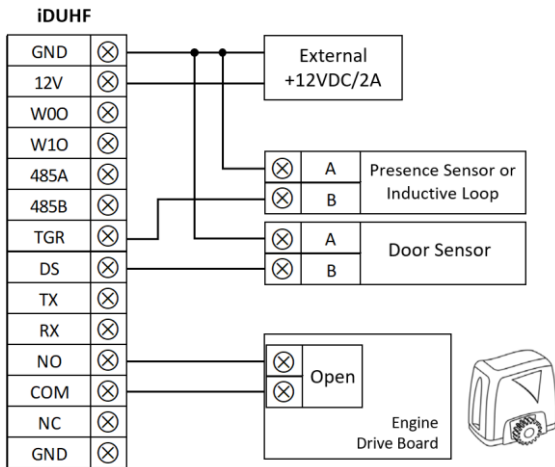 iDUHF
GND
12V
W0O
W1O
485A
485B
TGR
DS
TX
RX
NO
COM
NC
GND
External
+12VDC/2A
A
B
Presence Sensor or
Inductive Loop
A
B
Door Sensor
Open
Engine
Drive Board